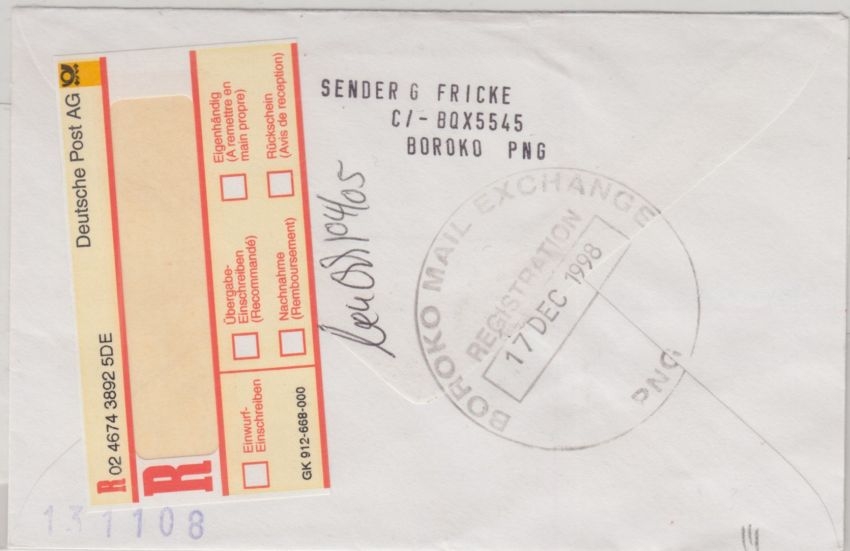 Deutsche Post AG
R 02 4674 3892 5DE
R
Einwurf-
Einschreiben
Übergabe-
Einschreiben
(Recommandé)
Eigenhändig
(A remettre en
main propre)
Nachnahme
(Remboursement)
Rückschein
(Avis de reception)
GK 912-668-000
SENDER G FRICKE
C/- BQX5545
BOROKO PNG
BOROKO MAIL EXCHANGE
REGISTRATION
17 DEC 1998
PNG
131108